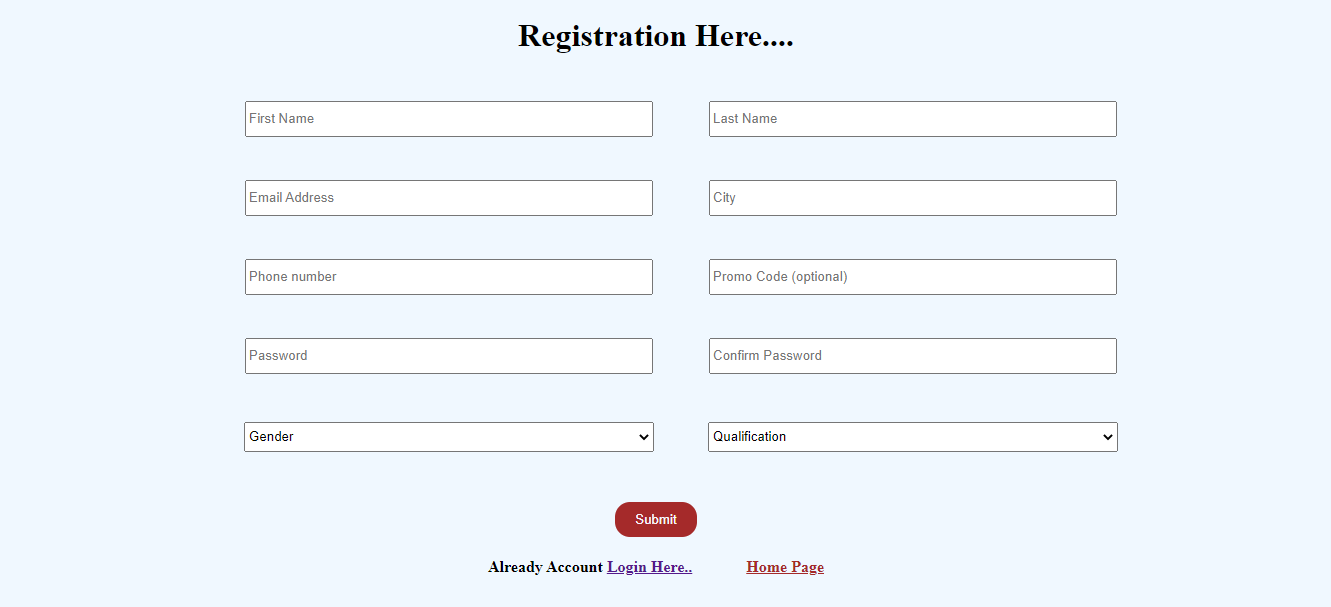 Registration Here....
First Name
Last Name
Email Address
City
Phone number
Promo Code (optional)
Password
Confirm Password
Gender
Qualification
Submit
Already Account Login Here..
Home Page